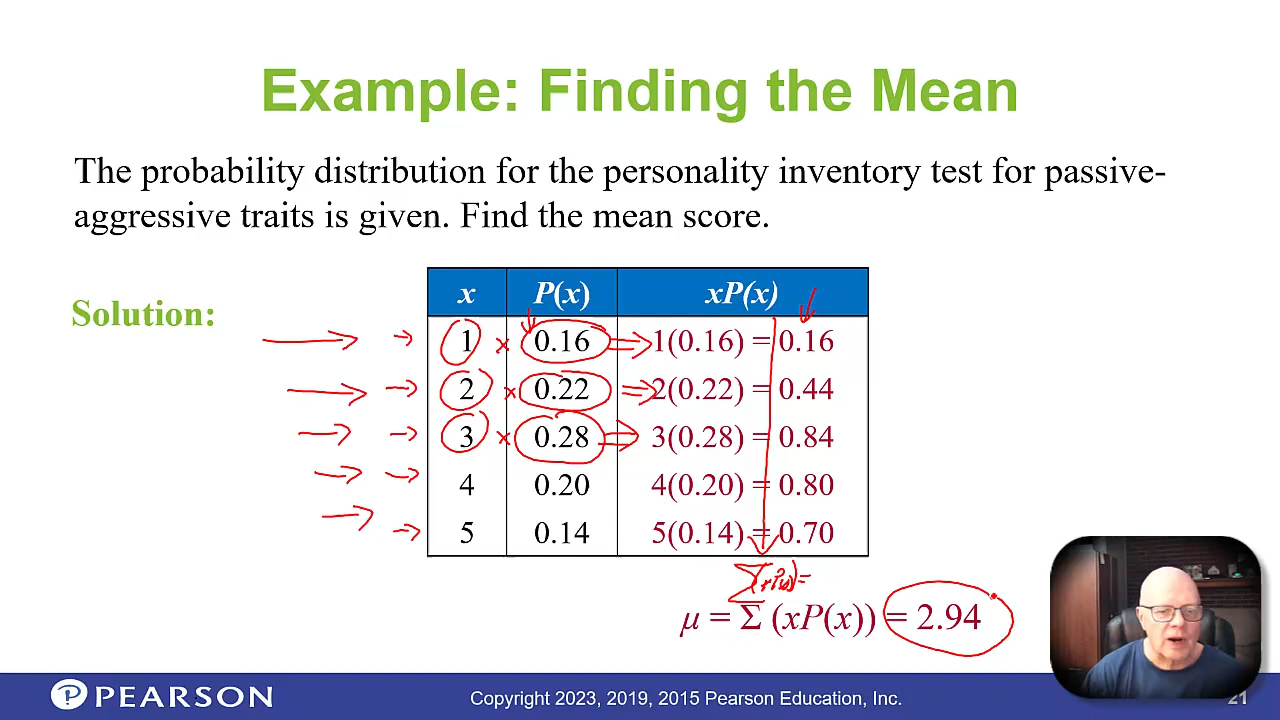 Example: Finding the Mean
The probability distribution for the personality inventory test for passive-
aggressive traits is given. Find the mean score.
Solution:
x P(x) xP(x)
1 × 0.16 ⇒ 1(0.16) = 0.16
2 × 0.22 ⇒ 2(0.22) = 0.44
3 × 0.28 ⇒ 3(0.28) = 0.84
4 0.20 4(0.20) = 0.80
5 0.14 5(0.14) = 0.70
Σ(xP(x)) =
μ = Σ (xP(x)) = 2.94
PEARSON
Copyright 2023, 2019, 2015 Pearson Education, Inc.
21